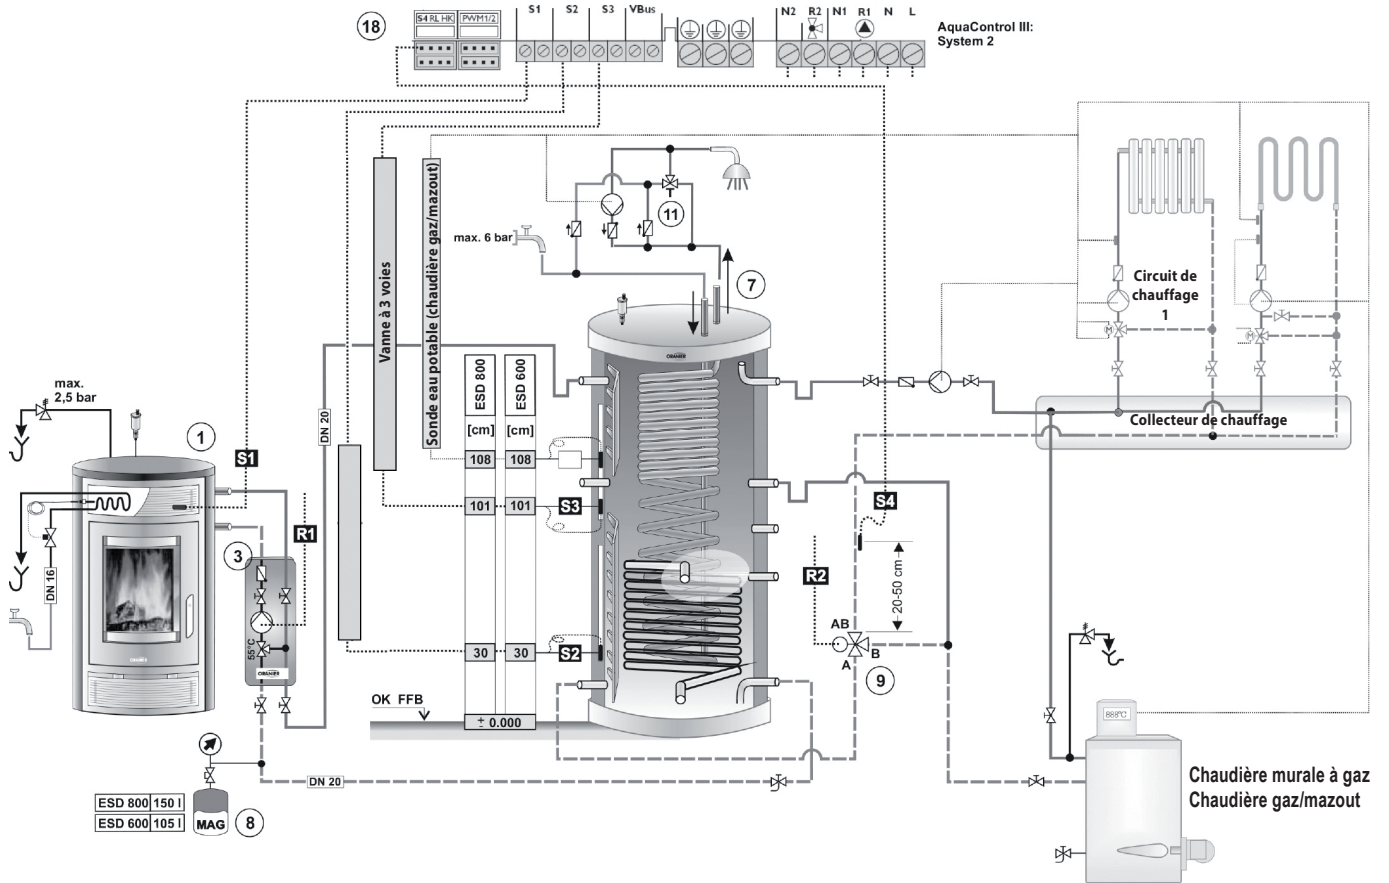 18
S4 RL HK
PWM1/2
S1
S2
S3
VBus
N2
R2
N1
R1
N
L
AquaControl III:
System 2
Vanne à 3 voies
Sonde eau potable (chaudière gaz/mazout)
max. 6 bar
11
7
Circuit de
chauffage
1
M
M
Collecteur de chauffage
max.
2,5 bar
1
S1
DN 20
ESD 800
ESD 600
[cm]
[cm]
ORANIER
108
108
101
101
S3
S4
R1
3
DN 16
R2
20-50 cm
AB
A
B
9
55°C
ORANIER
ORANIER
30
30
S2
OK FFB
± 0.000
DN 20
888°C
ESD 800
150 l
ESD 600
105 l
MAG
8
Chaudière murale à gaz
Chaudière gaz/mazout